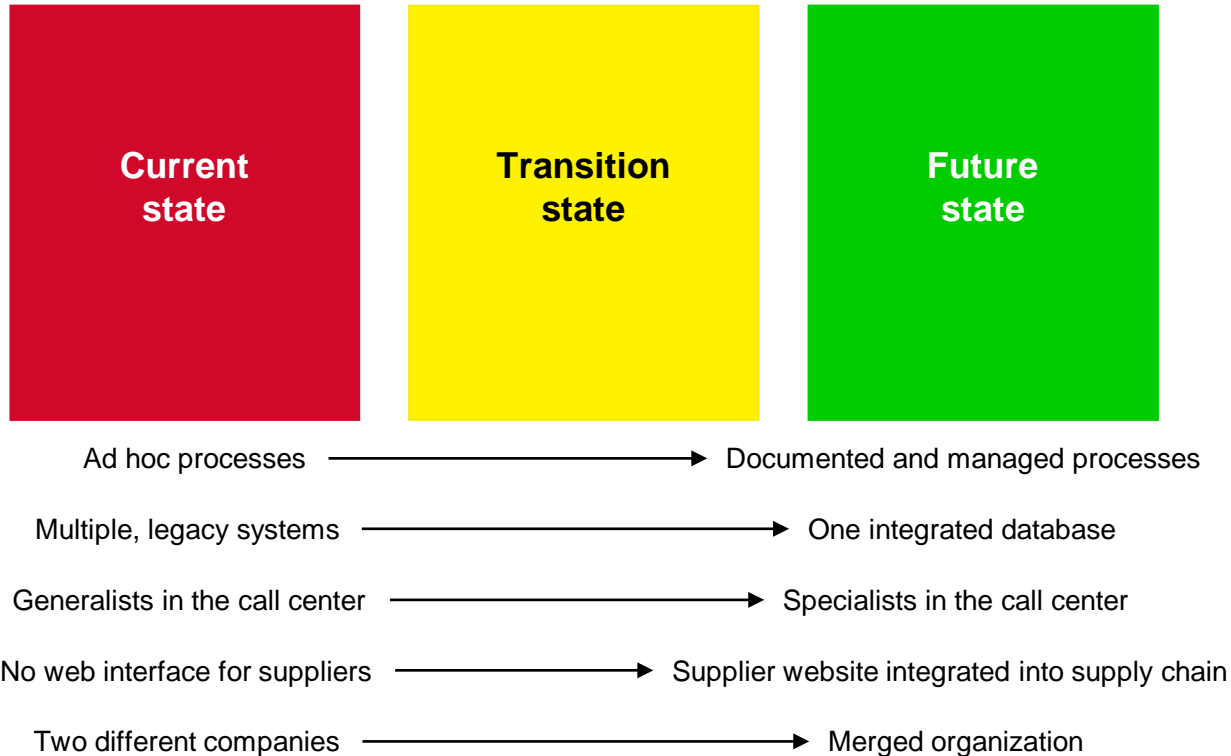 Current
state
Transition
state
Future
state
Ad hoc processes
Documented and managed processes
Multiple, legacy systems
One integrated database
Generalists in the call center
Specialists in the call center
No web interface for suppliers
Supplier website integrated into supply chain
Two different companies
Merged organization